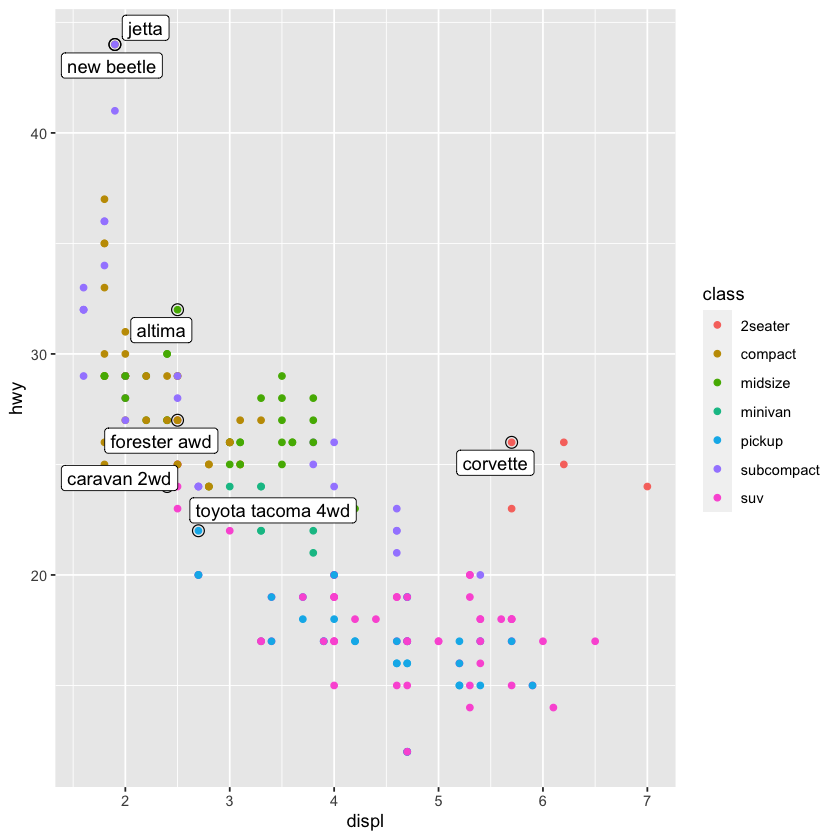 jetta
new beetle
40
altima
30
forester awd
corvette
caravan 2wd
toyota tacoma 4wd
20
hwy
2 3 4 5 6 7
displ
class
2seater
compact
midsize
minivan
pickup
subcompact
suv